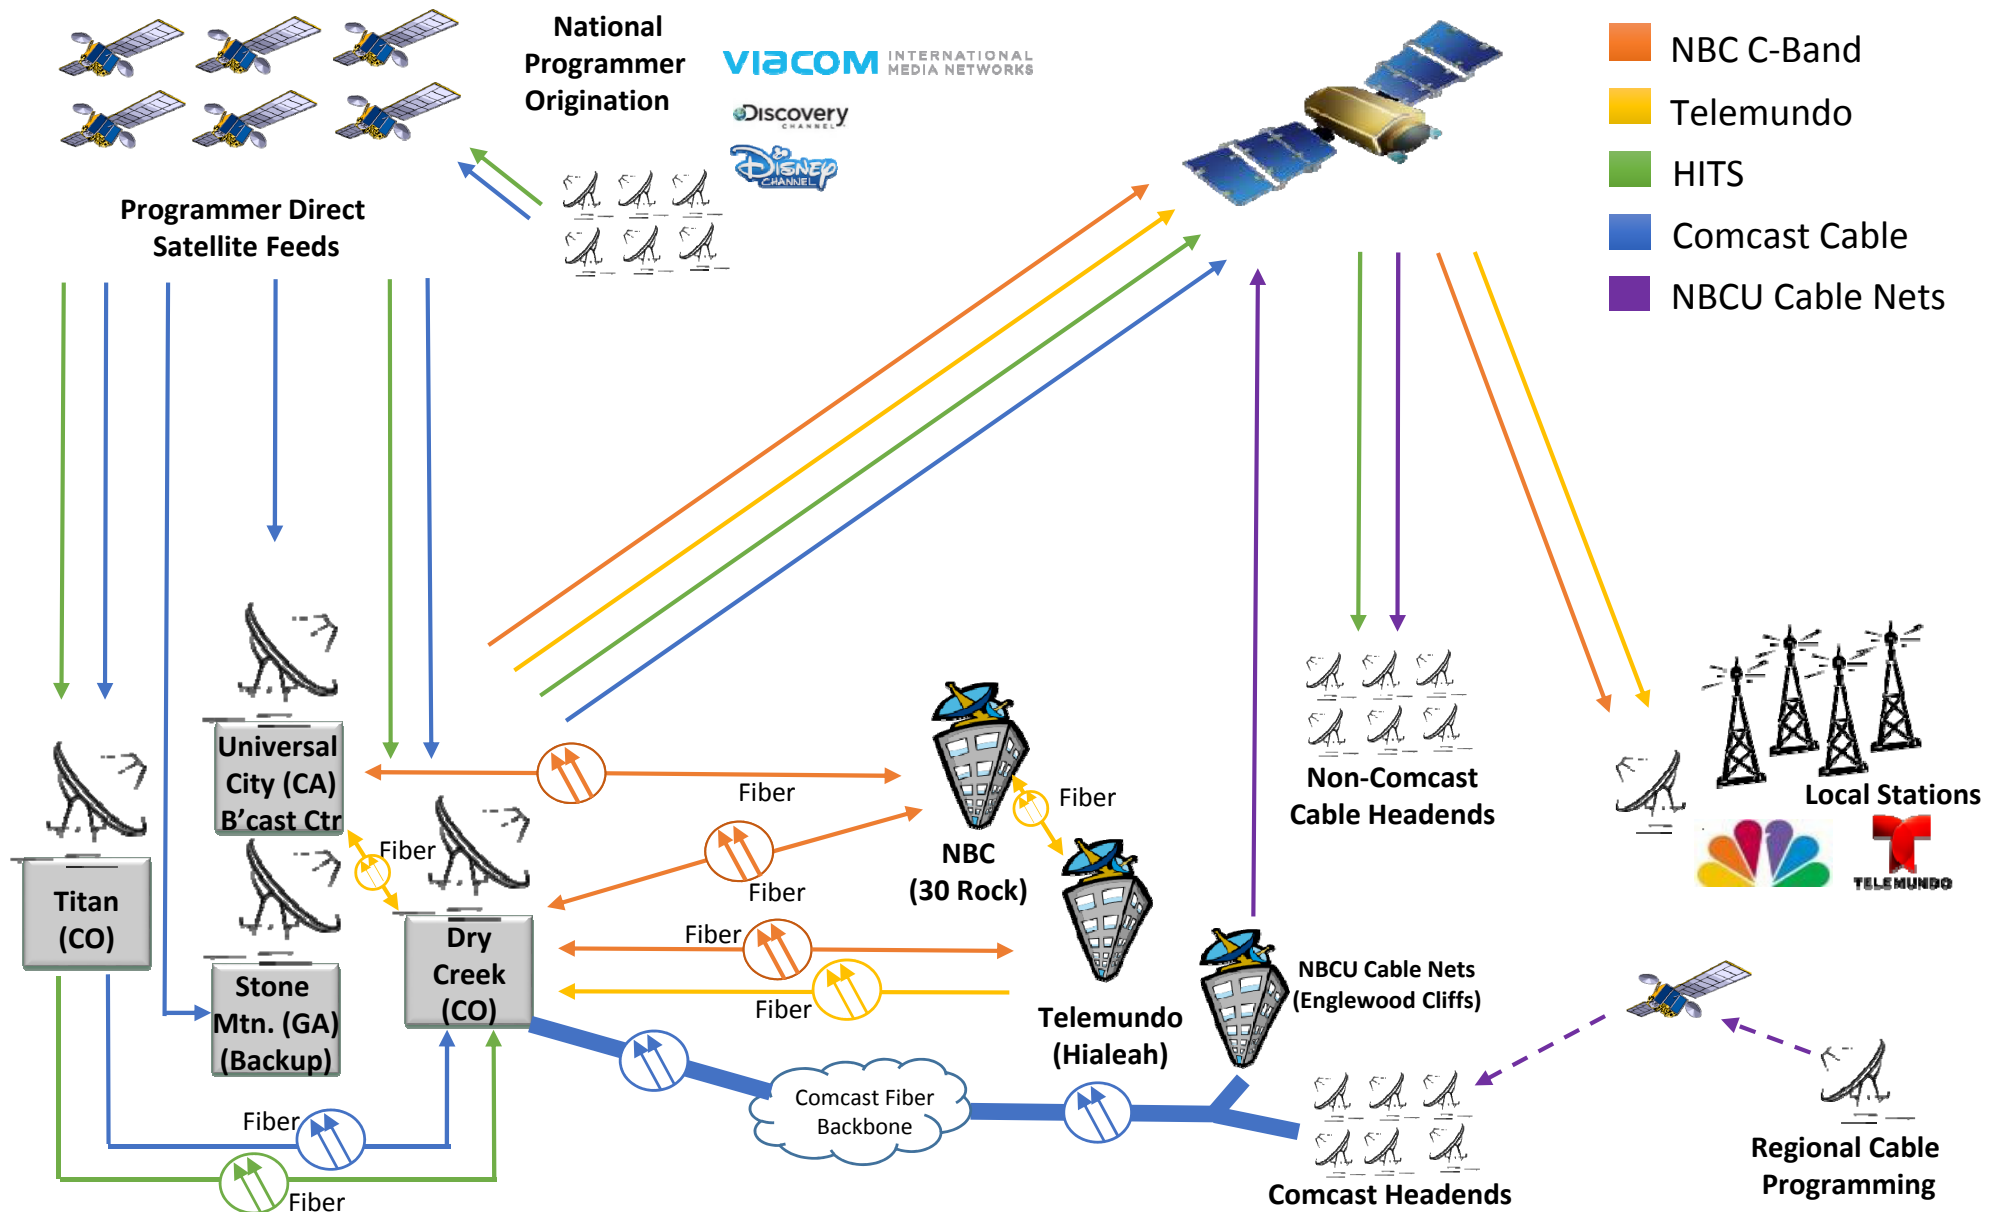 National
Programmer
Origination
VIACOM INTERNATIONAL
MEDIA NETWORKS
Discovery
CHANNEL
Disney
CHANNEL
NBC C-Band
Telemundo
HITS
Comcast Cable
NBCU Cable Nets
Programmer Direct
Satellite Feeds
Universal
City (CA)
B'cast Ctr
Fiber
Fiber
Fiber
Fiber
Fiber
Fiber
Titan
(CO)
Stone
Mtn. (GA)
(Backup)
Dry
Creek
(CO)
NBC
(30 Rock)
Telemundo
(Hialeah)
Non-Comcast
Cable Headends
Local Stations
TELEMUNDO
NBCU Cable Nets
(Englewood Cliffs)
Comcast Fiber
Backbone
Fiber
Fiber
Comcast Headends
Regional Cable
Programming